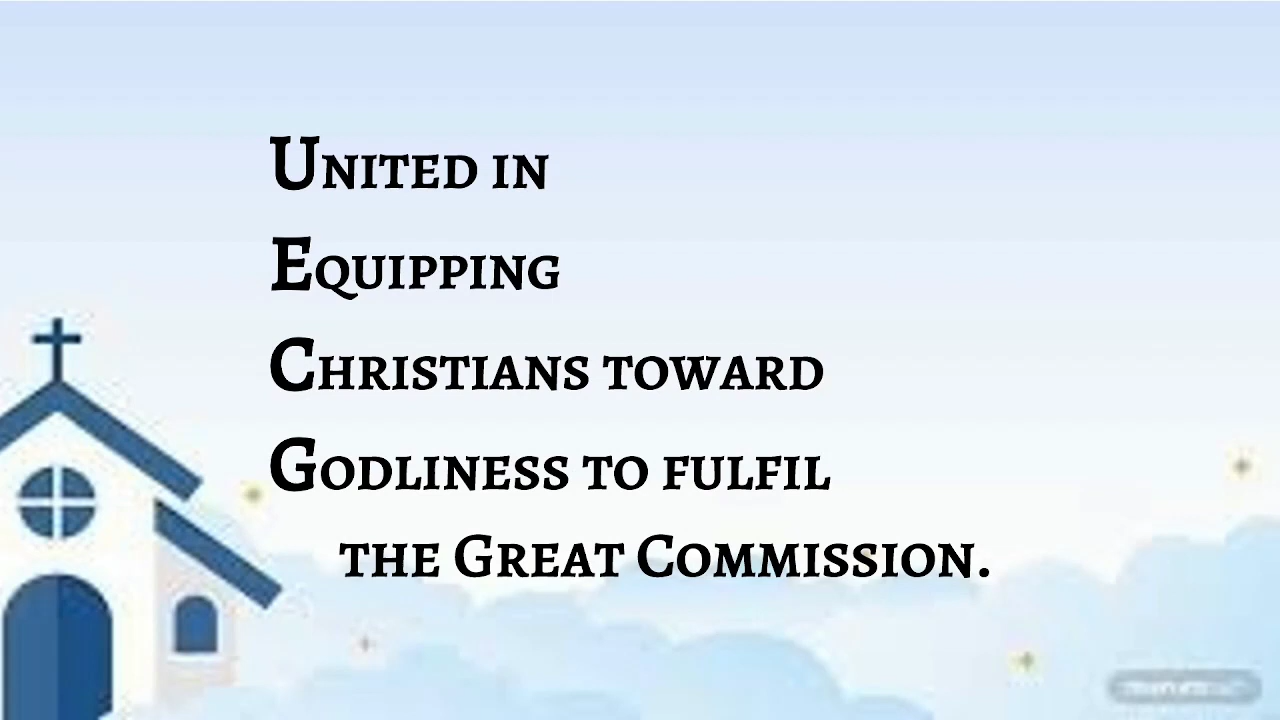 United in
Equipping
Christians toward
Godliness to fulfil
the Great Commission.